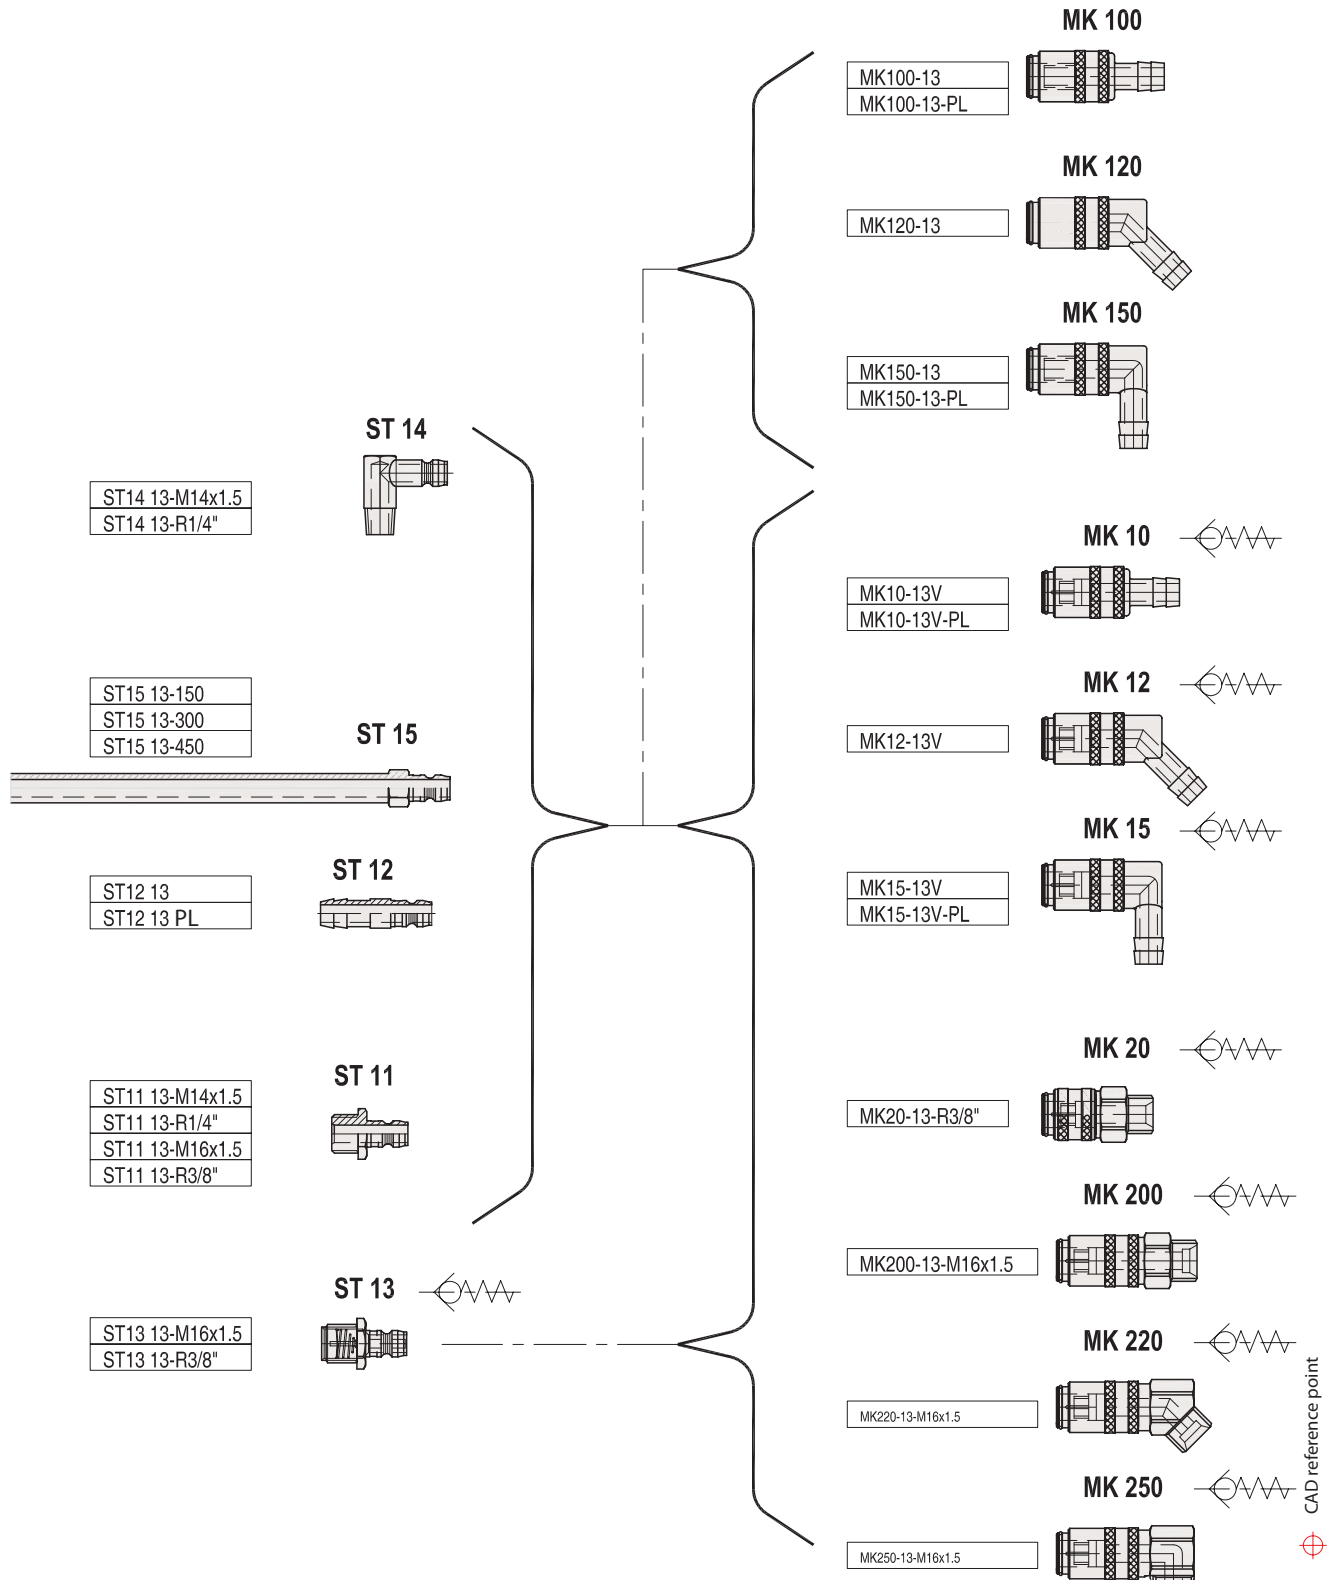 MK 100
MK100-13
MK100-13-PL
MK 120
MK120-13
MK 150
MK150-13
MK150-13-PL
ST 14
ST14 13-M14x1.5
ST14 13-R1/4"
MK 10
MK10-13V
MK10-13V-PL
ST15 13-150
ST15 13-300
ST15 13-450
ST 15
MK 12
MK12-13V
MK 15
MK15-13V
MK15-13V-PL
ST 12
ST12 13
ST12 13 PL
ST 11
ST11 13-M14x1.5
ST11 13-R1/4"
ST11 13-M16x1.5
ST11 13-R3/8"
MK 20
MK20-13-R3/8"
MK 200
MK200-13-M16x1.5
ST 13
ST13 13-M16x1.5
ST13 13-R3/8"
MK 220
MK220-13-M16x1.5
MK 250
MK250-13-M16x1.5
CAD reference point